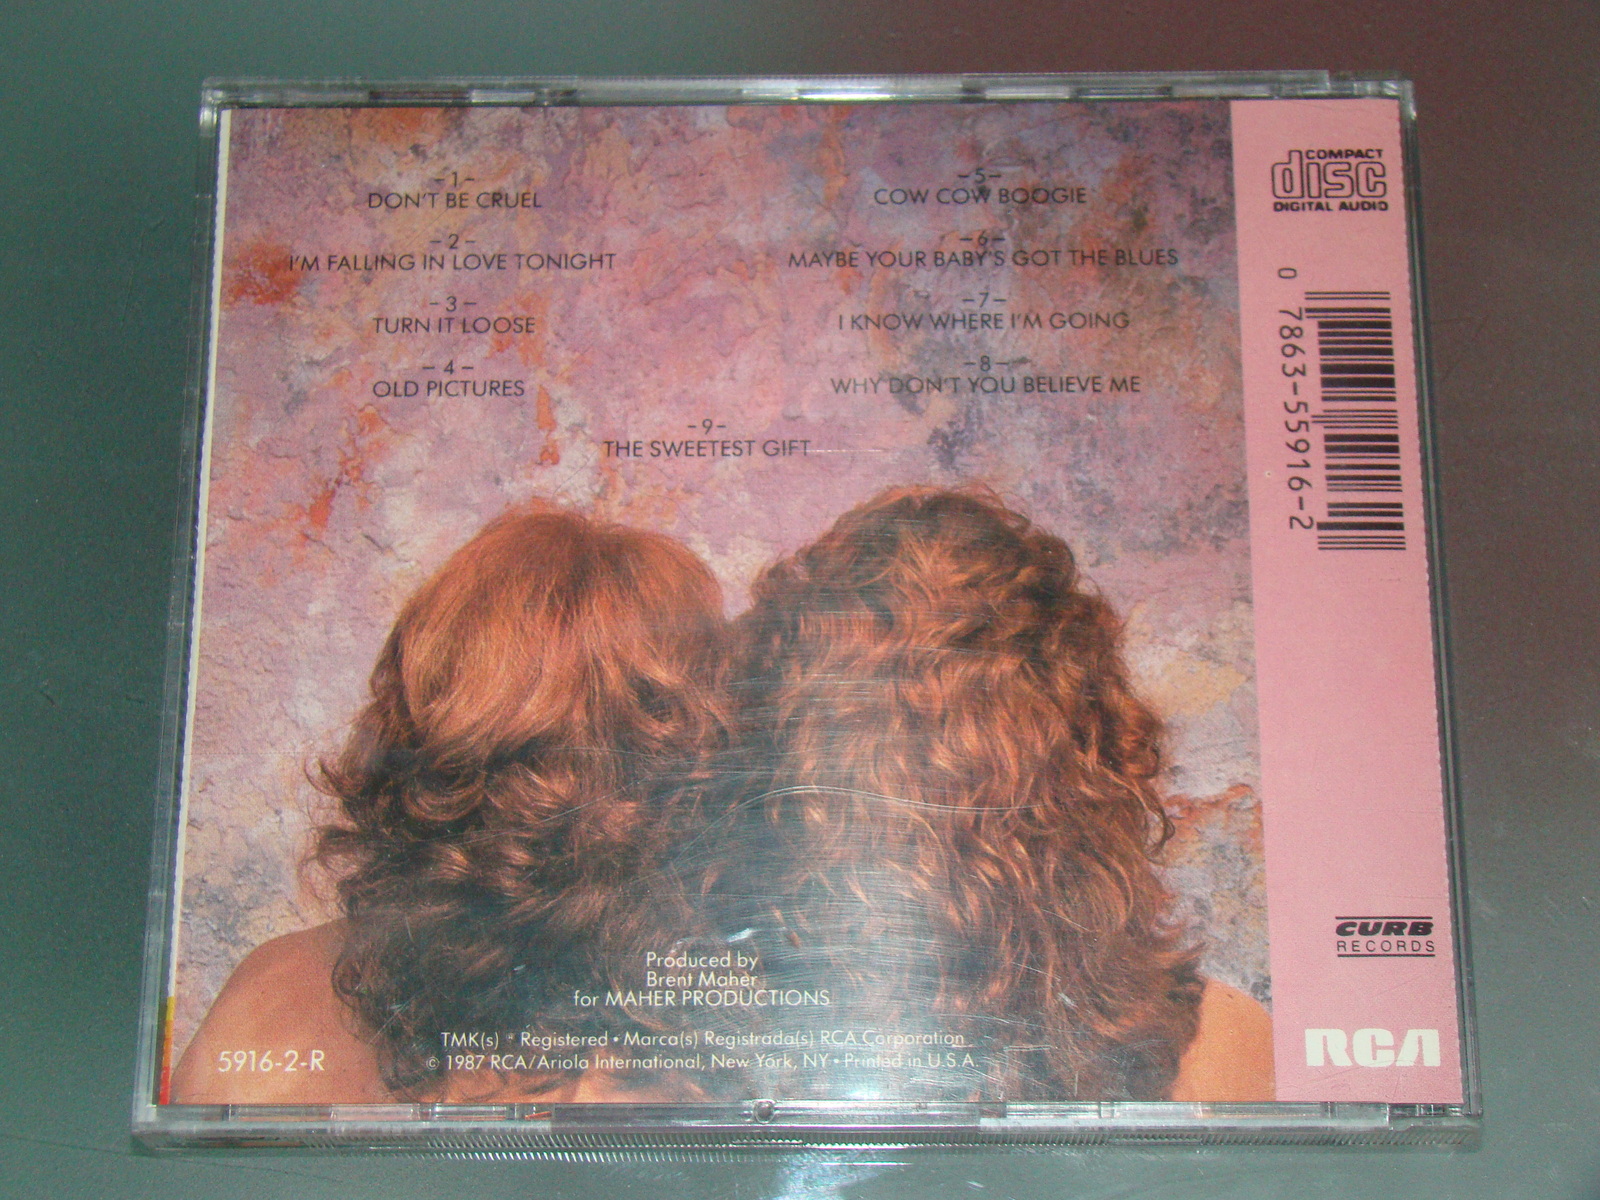 -1-
DON'T BE CRUEL
-2-
I'M FALLING IN LOVE TONIGHT
-3-
TURN IT LOOSE
-4-
OLD PICTURES
-5-
COW COW BOOGIE
-6-
MAYBE YOUR BABY'S GOT THE BLUES
-7-
I KNOW WHERE I'M GOING
-8-
WHY DON'T YOU BELIEVE ME
-9-
THE SWEETEST GIFT
Produced by
Brent Maher
for MAHER PRODUCTIONS
TMK(s) ® Registered • Marca(s) Registrada(s) RCA Corporation
© 1987 RCA/Ariola International, New York, NY • Printed in U.S.A.
5916-2-R
COMPACT
disc
DIGITAL AUDIO
0 7863-55916-2
CURB
RECORDS
RCA